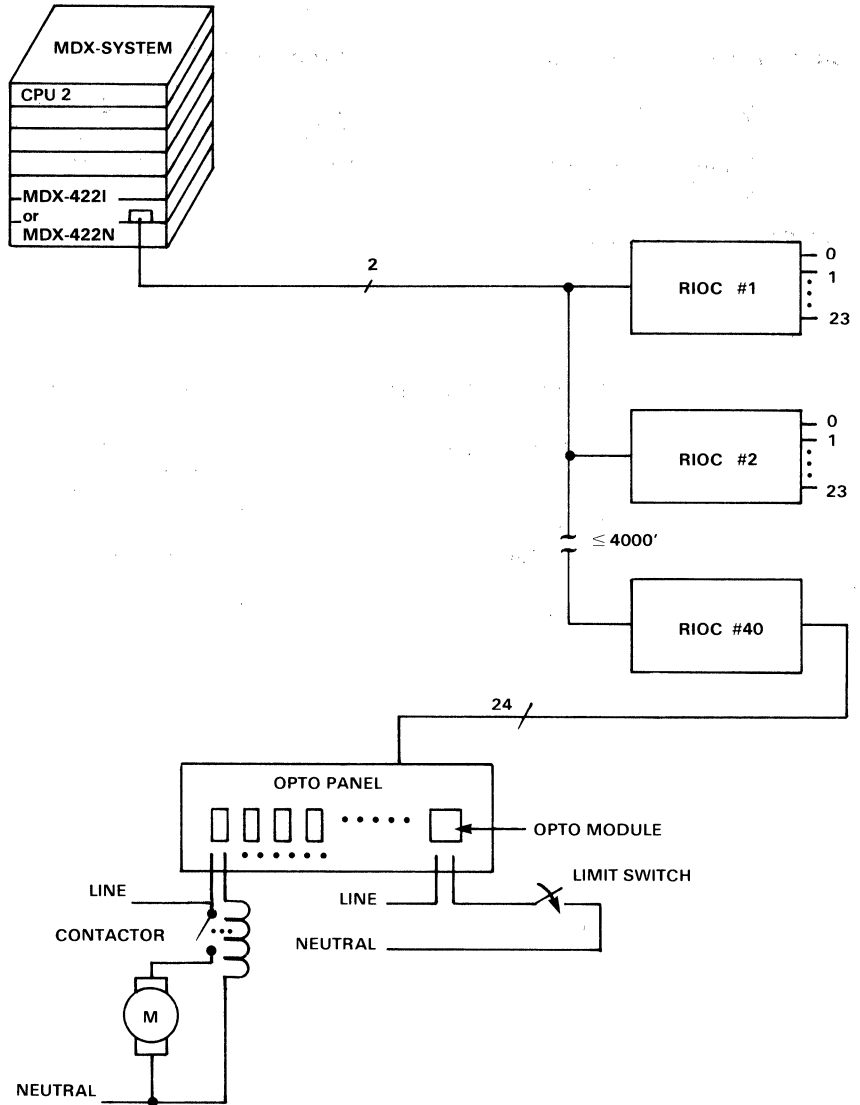 MDX-SYSTEM
CPU 2
MDX-422I
or
MDX-422N
2
RIOC #1
0
1
23
RIOC #2
0
1
23
≤ 4000'
RIOC #40
24
OPTO PANEL
OPTO MODULE
LINE
LINE
LIMIT SWITCH
CONTACTOR
NEUTRAL
M
NEUTRAL